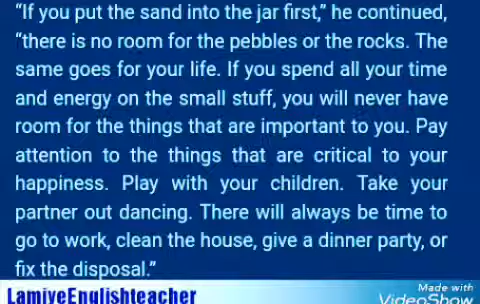 “If you put the sand into the jar first,” he continued,
“there is no room for the pebbles or the rocks. The
same goes for your life. If you spend all your time
and energy on the small stuff, you will never have
room for the things that are important to you. Pay
attention to the things that are critical to your
happiness. Play with your children. Take your
partner out dancing. There will always be time to
go to work, clean the house, give a dinner party, or
fix the disposal.”
Made with
LamiyeEnglishteacher
VideoShow